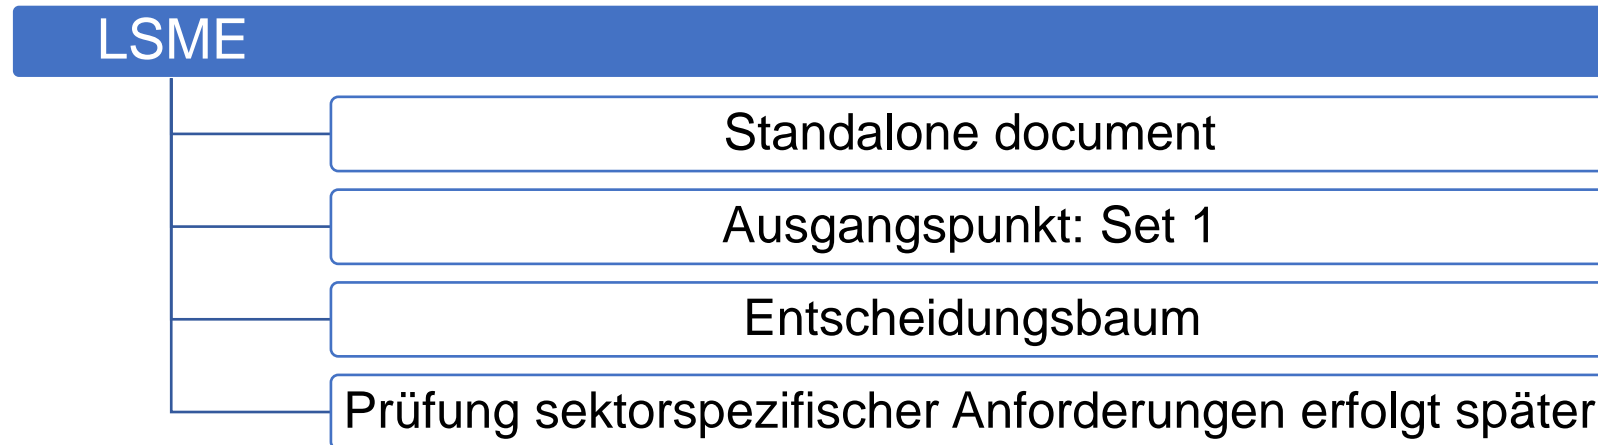 LSME
Standalone document
Ausgangspunkt: Set 1
Entscheidungsbaum
Prüfung sektorspezifischer Anforderungen erfolgt später